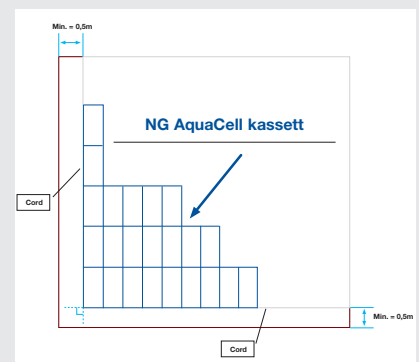 Min. = 0,5m
NG AquaCell kassett
Cord
Min. = 0,5m
Cord